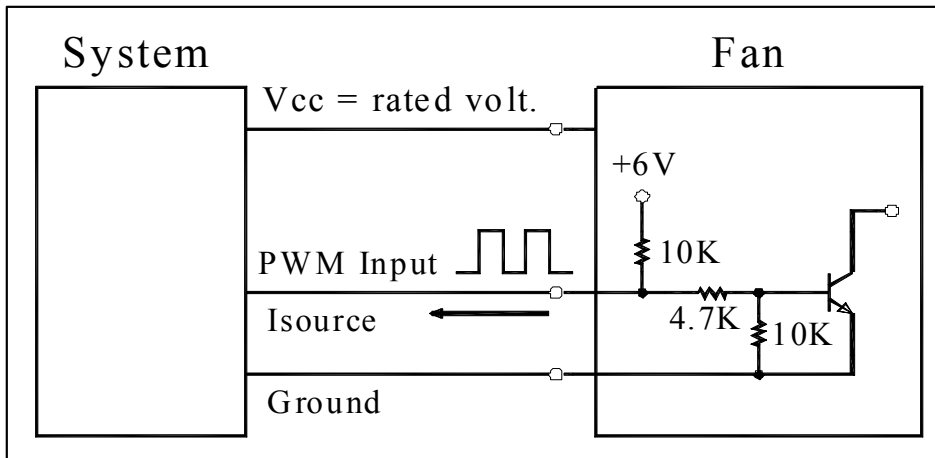 System
Fan
Vcc = rated volt.
+6V
10K
PWM Input
4.7K
10K
Isource
Ground